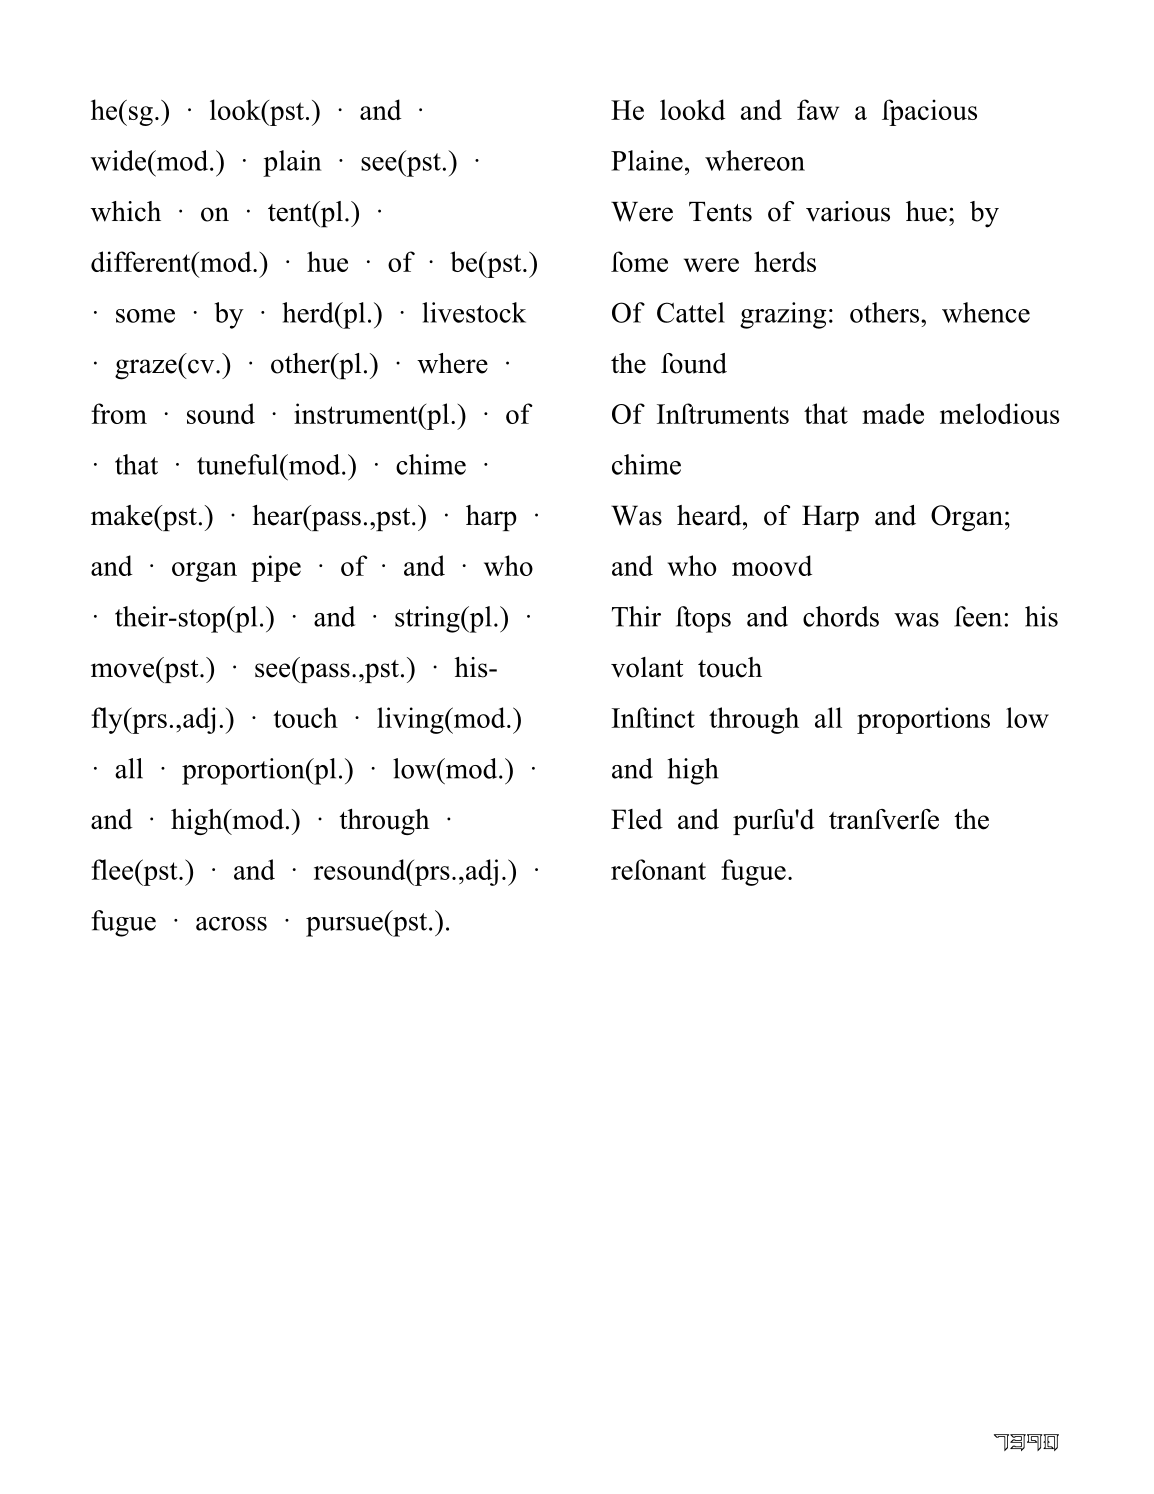 he(sg.) · look(pst.) · and ·
wide(mod.) · plain · see(pst.) ·
which · on · tent(pl.) ·
different(mod.) · hue · of · be(pst.)
· some · by · herd(pl.) · livestock
· graze(cv.) · other(pl.) · where ·
from · sound · instrument(pl.) · of
· that · tuneful(mod.) · chime ·
make(pst.) · hear(pass.,pst.) · harp ·
and · organ pipe · of · and · who
· their-stop(pl.) · and · string(pl.) ·
move(pst.) · see(pass.,pst.) · his-
fly(prs.,adj.) · touch · living(mod.)
· all · proportion(pl.) · low(mod.) ·
and · high(mod.) · through ·
flee(pst.) · and · resound(prs.,adj.) ·
fugue · across · pursue(pst.).
He lookd and faw a ſpacious
Plaine, whereon
Were Tents of various hue; by
ſome were herds
Of Cattel grazing: others, whence
the ſound
Of Inſtruments that made melodious
chime
Was heard, of Harp and Organ;
and who moovd
Thir ſtops and chords was ſeen: his
volant touch
Inſtinct through all proportions low
and high
Fled and purſu'd tranſverſe the
reſonant fugue.